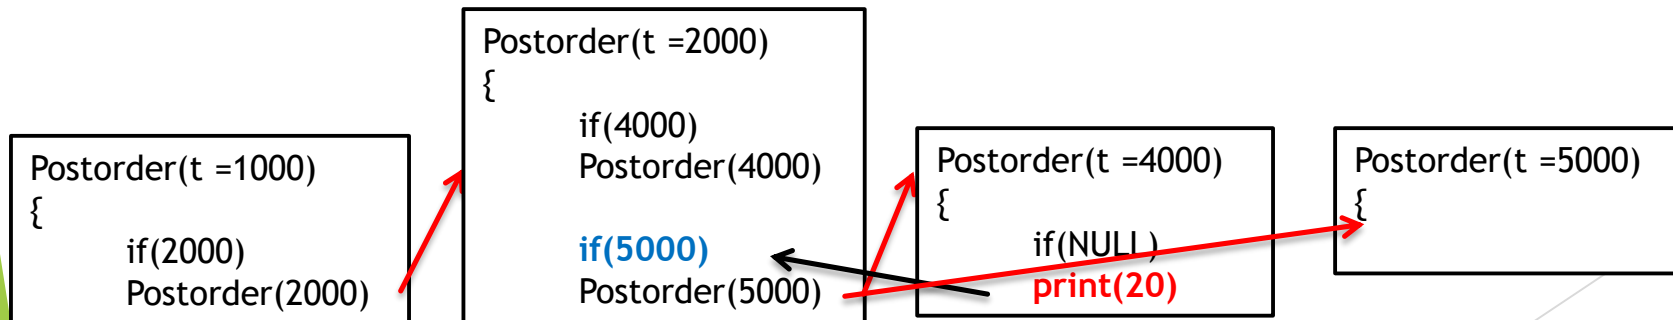 Postorder(t =1000)
{
if(2000)
Postorder(2000)
Postorder(t =2000)
{
if(4000)
Postorder(4000)
if(5000)
Postorder(5000)
Postorder(t =4000)
{
if(NULL)
print(20)
Postorder(t =5000)
{